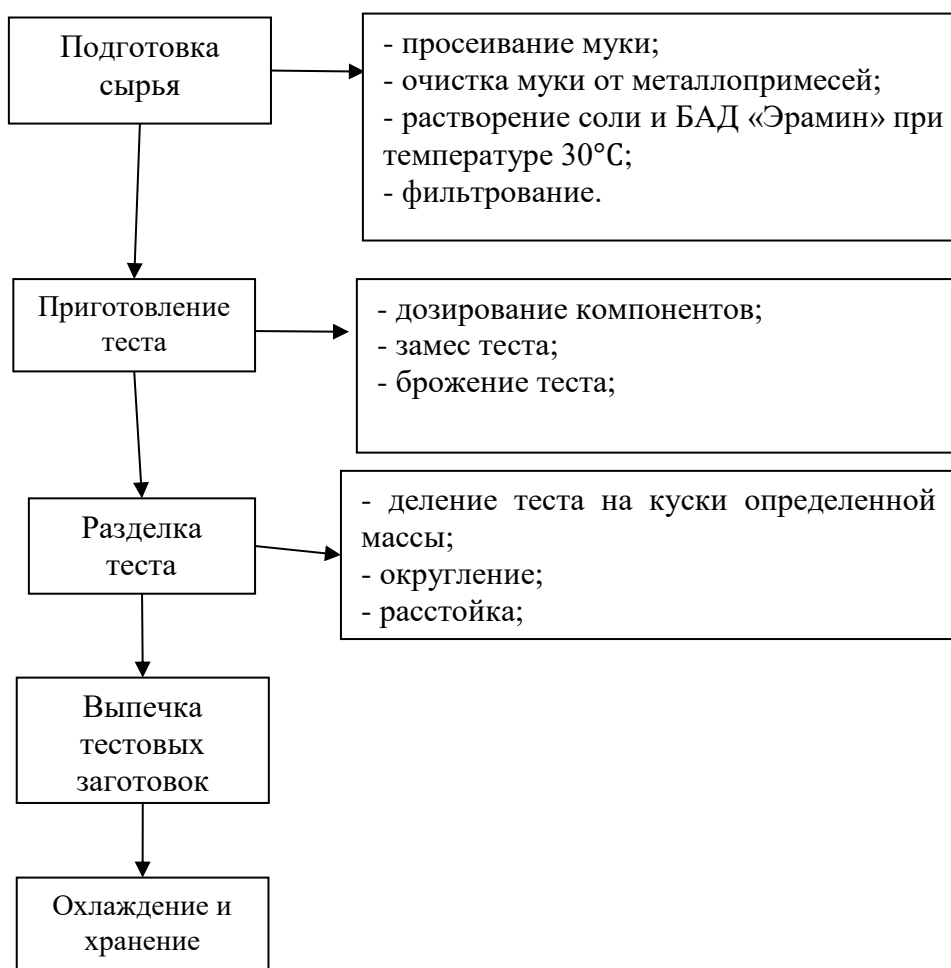 Подготовка
сырья
- просеивание муки;
- очистка муки от металлопримесей;
- растворение соли и БАД «Эрамин» при
температуре 30°С;
- фильтрование.
Приготовление
теста
- дозирование компонентов;
- замес теста;
- брожение теста;
Разделка
теста
- деление теста на куски определенной
массы;
- округление;
- расстойка;
Выпечка
тестовых
заготовок
Охлаждение и
хранение